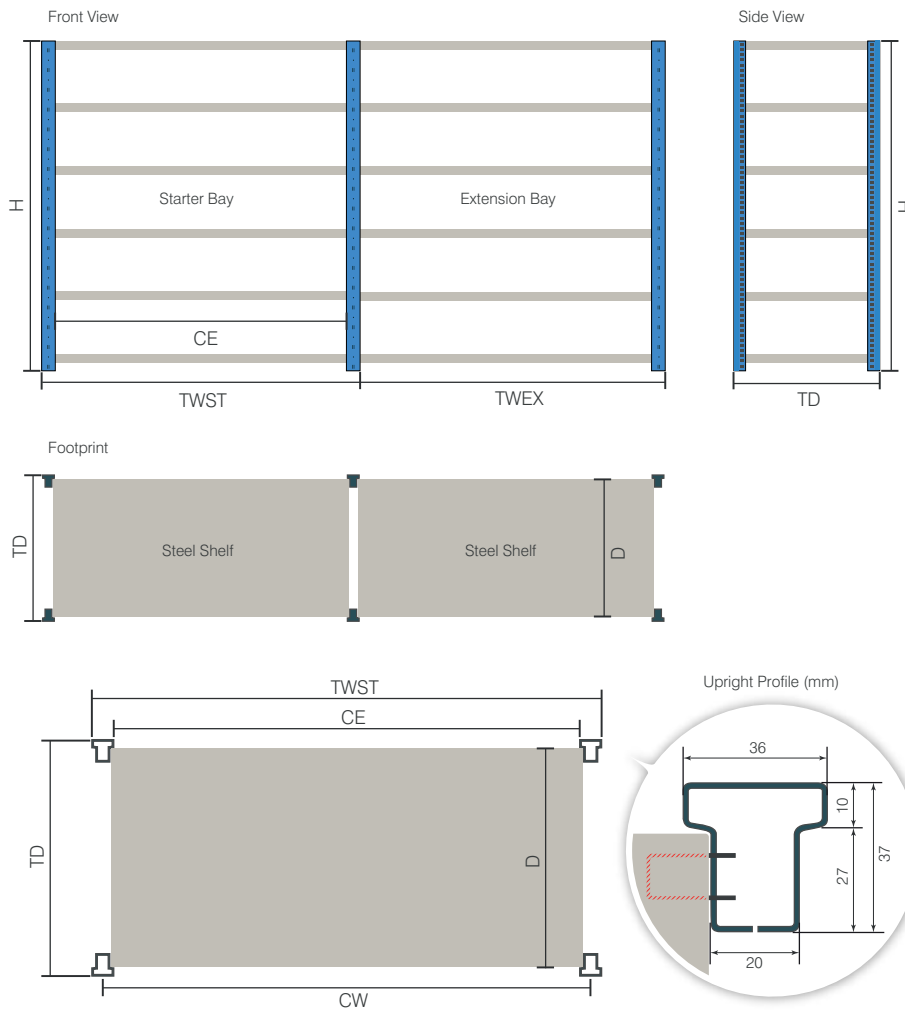 Front View
Side View
H
Starter Bay
Extension Bay
H
CE
TWST
TWEX
TD
Footprint
TD
Steel Shelf
Steel Shelf
D
TWST
CE
TD
D
CW
Upright Profile (mm)
36
10
37
27
20